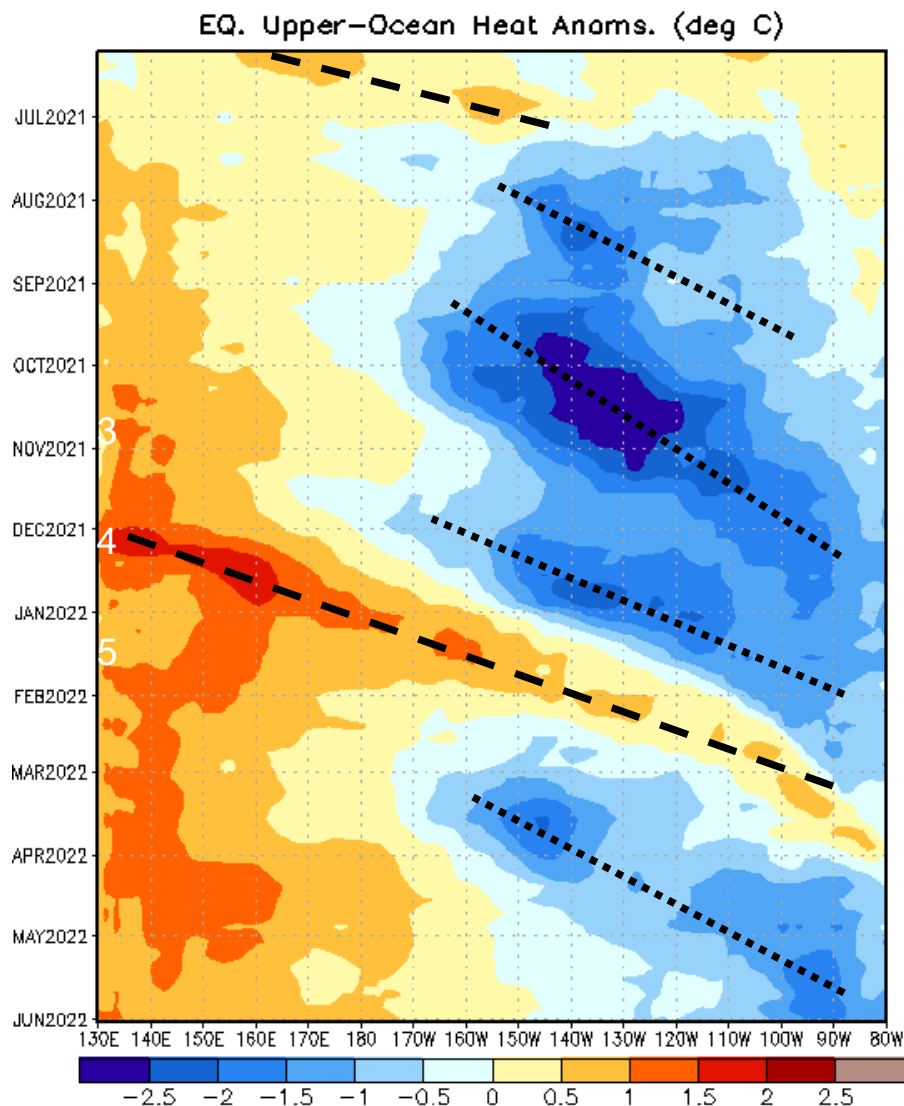 EQ. Upper-Ocean Heat Anoms. (deg C)
JUL2021
AUG2021
SEP2021
OCT2021
3
NOV2021
DEC2021
4
JAN2022
5
FEB2022
MAR2022
APR2022
MAY2022
JUN2022
130E 140E 150E 160E 170E 180 170W 160W 150W 140W 130W 120W 110W 100W 90W 80W
-2.5 -2 -1.5 -1 -0.5 0 0.5 1 1.5 2 2.5